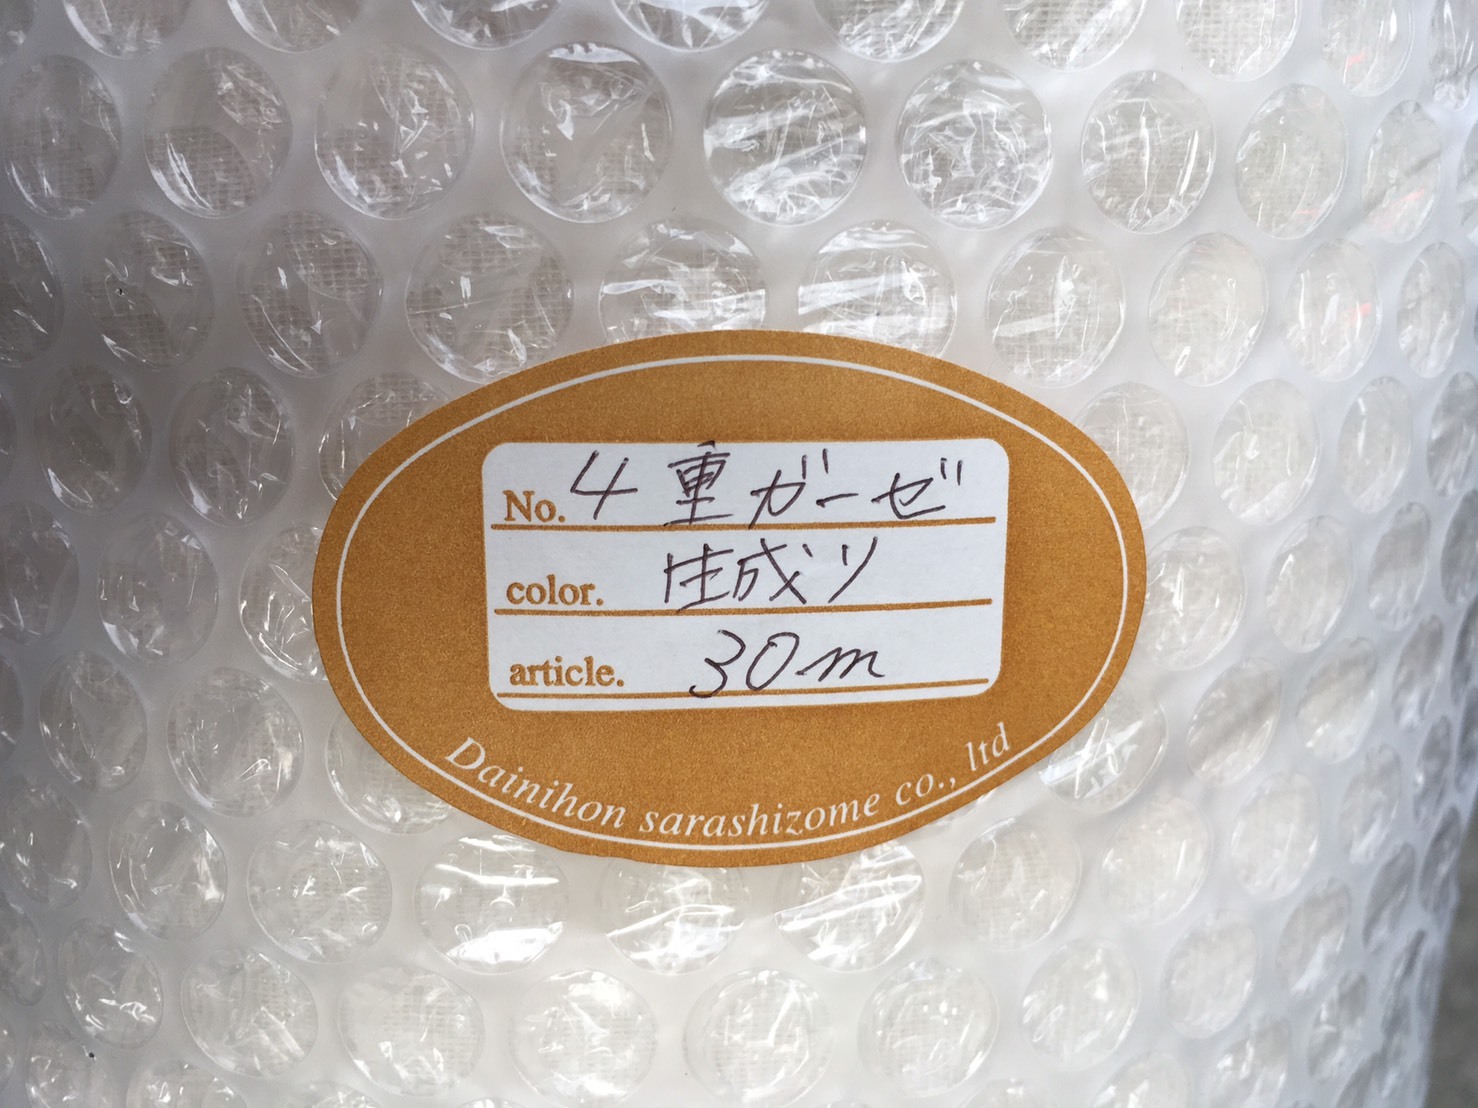 No. 4重ガーゼ
color. 生成り
article. 30m
Dainihon sarashizome co., ltd